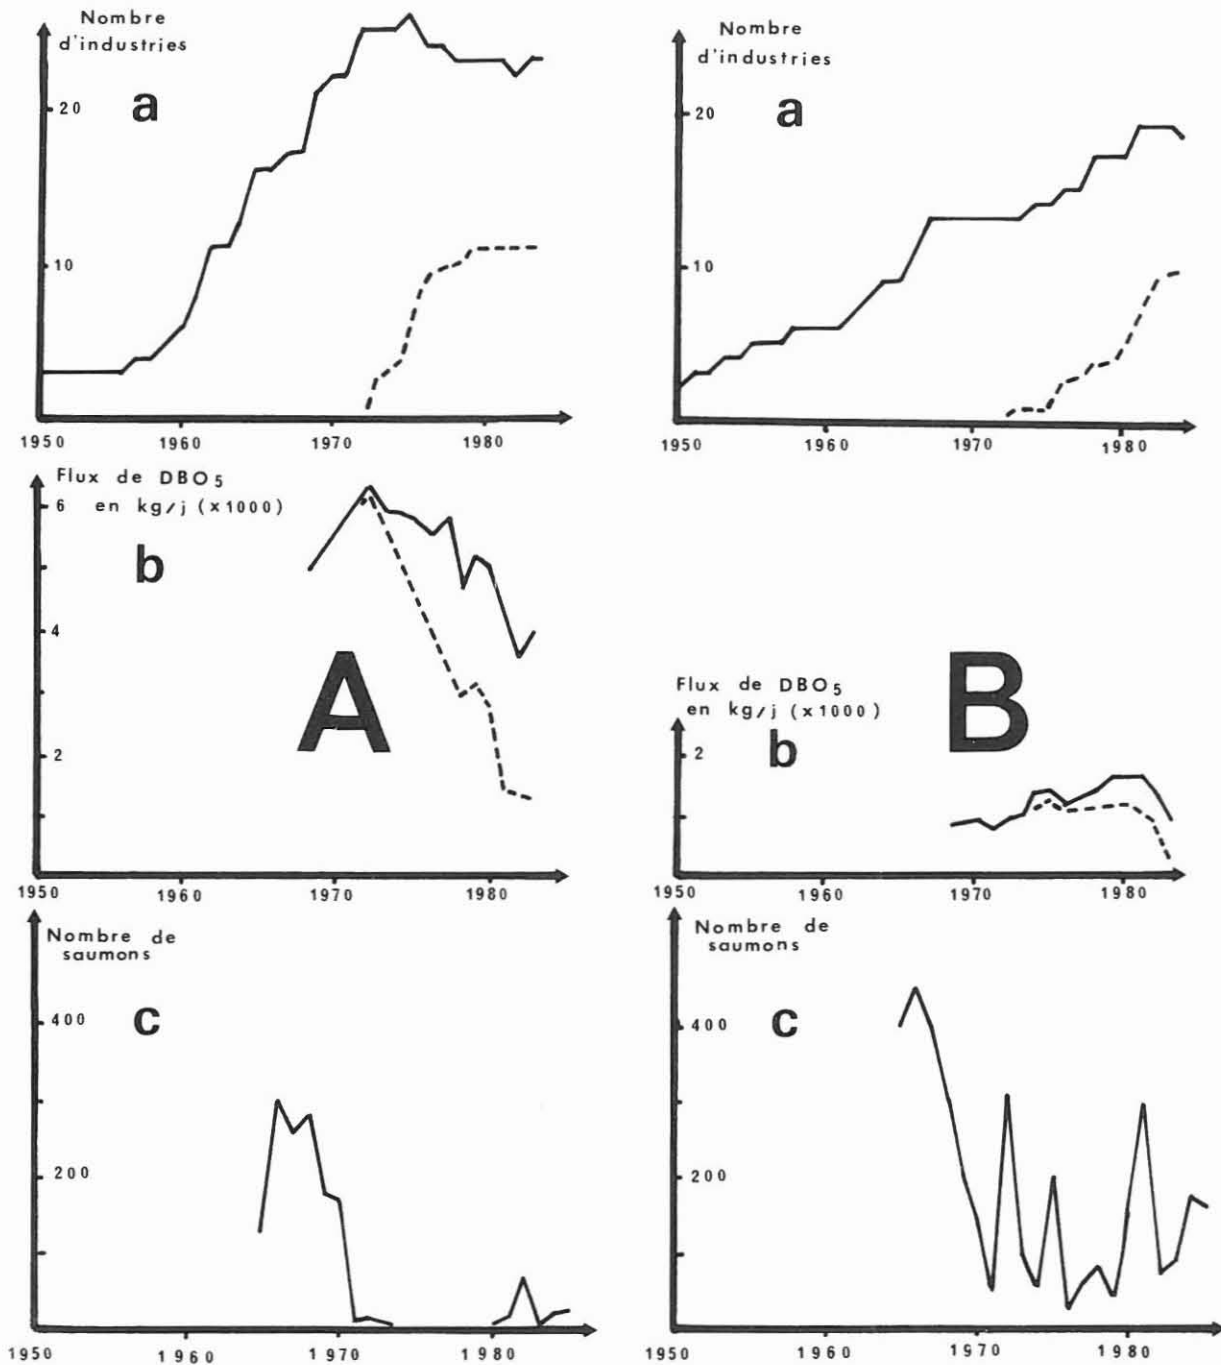 Nombre
d'industries
a
20
10
1950 1960 1970 1980
Nombre
d'industries
a
20
10
1950 1960 1970 1980
Flux de DBO5
en kg/j (x1000)
6
b
4
A
2
1950 1960 1970 1980
Flux de DBO5
en kg/j (x1000)
B
2
b
1950 1960 1970 1980
Nombre de
saumons
400
c
200
1950 1960 1970 1980
Nombre de
saumons
400
c
200
1950 1960 1970 1980